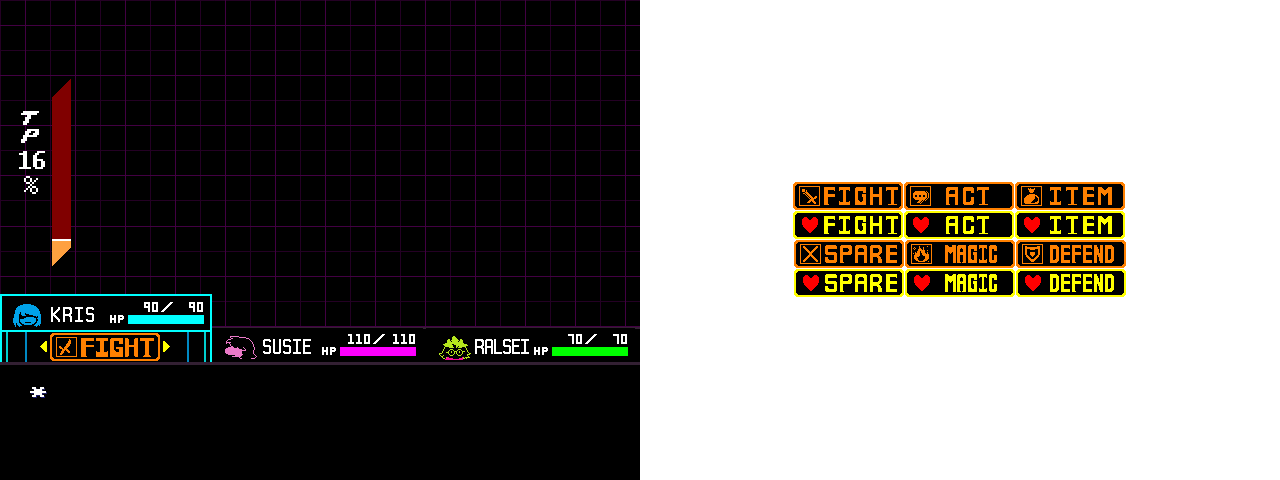 TP
16
%
KRIS HP 90/ 90
FIGHT
SUSIE HP 110/ 110
RALSEI HP 70/ 70
*
FIGHT ACT ITEM
FIGHT ACT ITEM
SPARE MAGIC DEFEND
SPARE MAGIC DEFEND